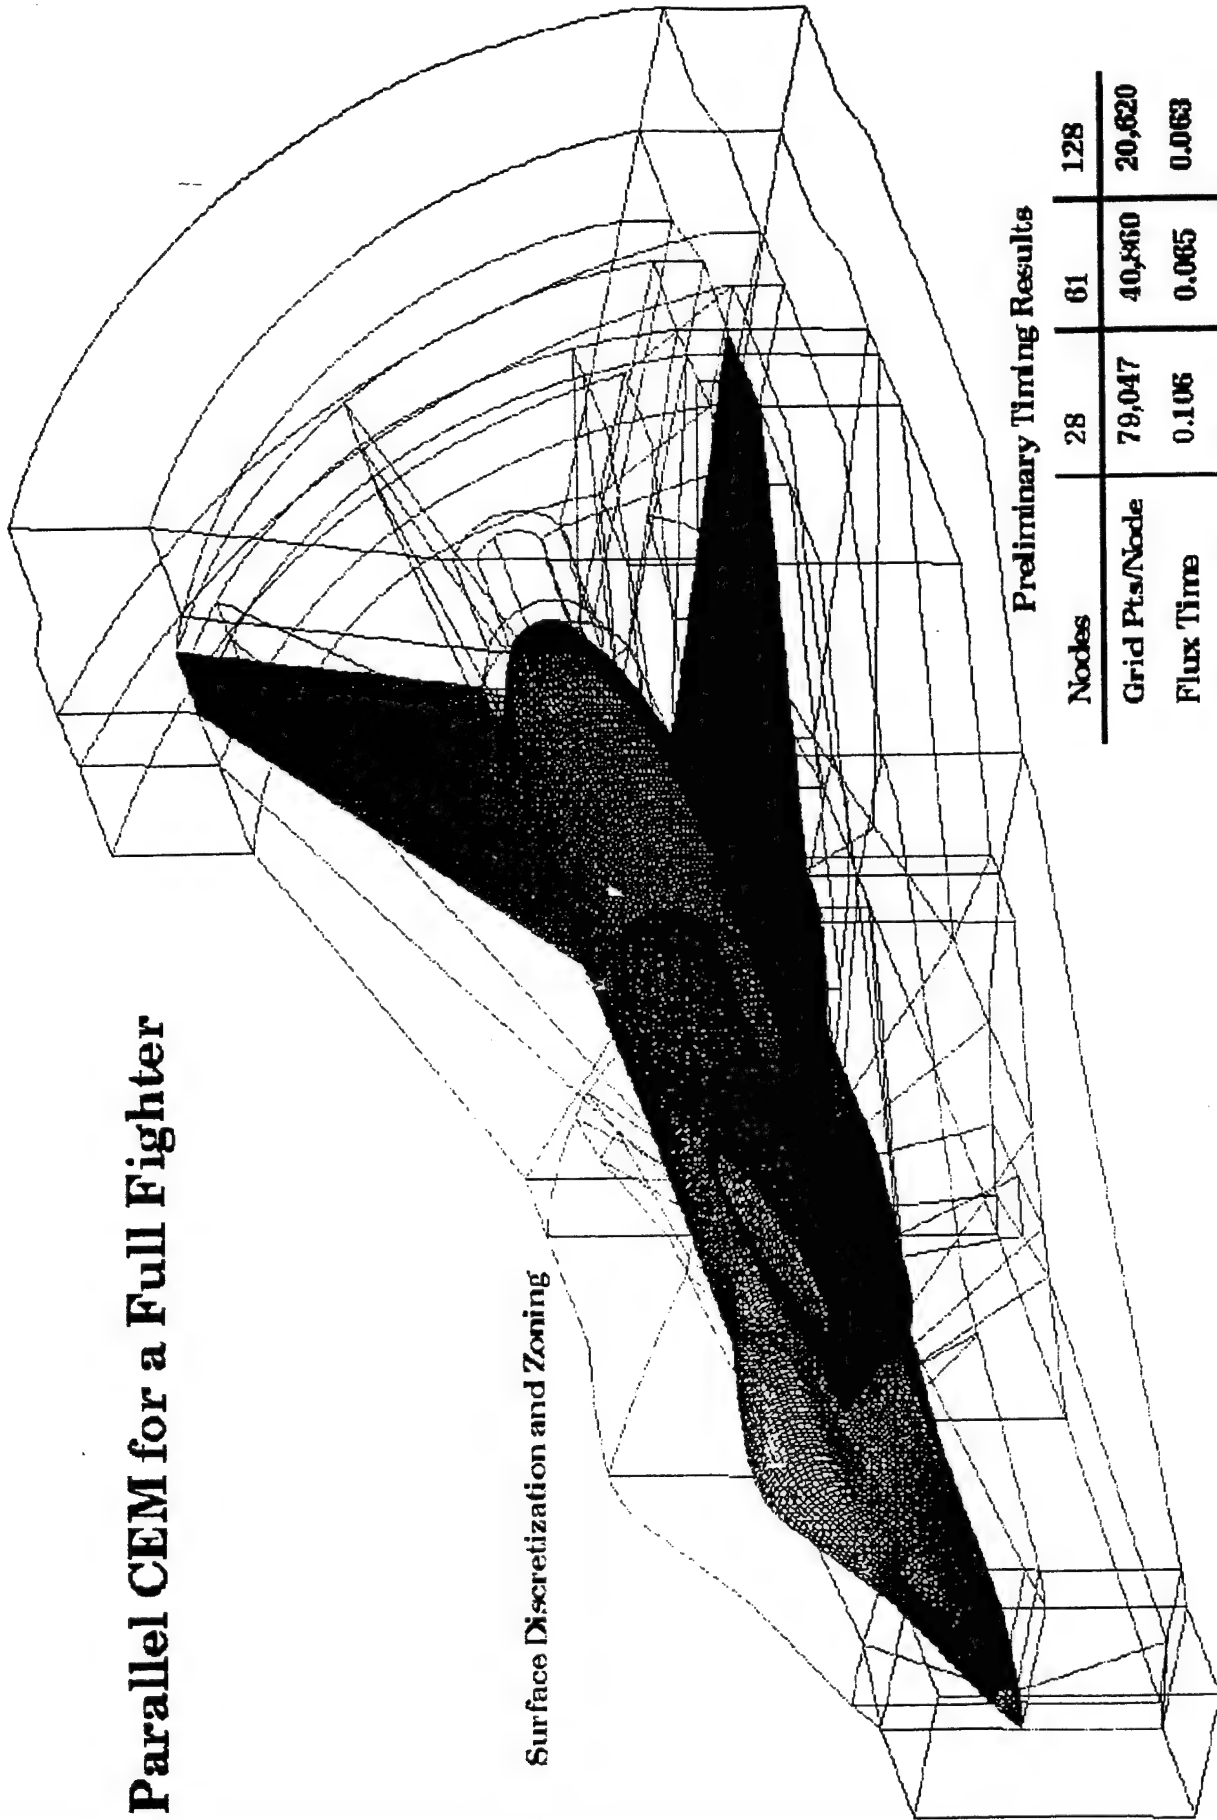 Parallel CEM for a Full Fighter
Surface Discretization and Zoning
Preliminary Timing Results
Nodes 28 61 128
Grid Pts/Node 79,047 40,860 20,620
Flux Time 0.106 0.065 0.063